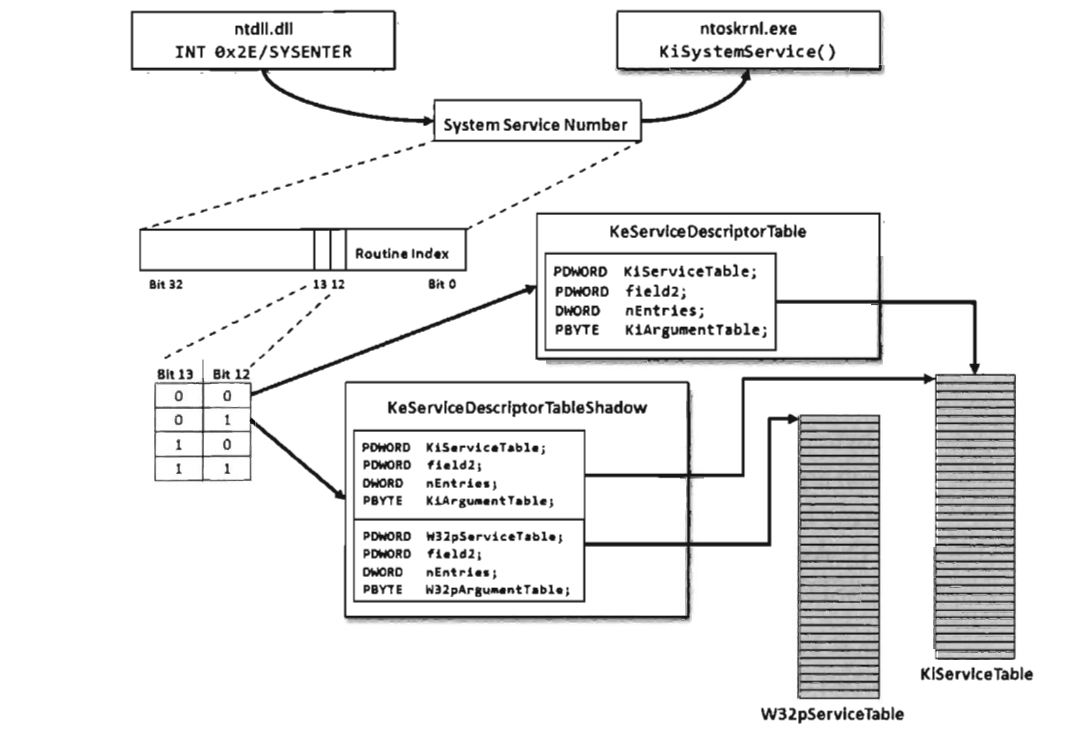 ntdll.dll
INT 0x2E/SYSENTER
ntoskrnl.exe
KiSystemService()
System Service Number
Routine Index
Bit 32
13 12
Bit 0
KeServiceDescriptorTable
PDWORD KiServiceTable;
PDWORD field2;
DWORD nEntries;
PBYTE KiArgumentTable;
Bit 13 Bit 12
0 0
0 1
1 0
1 1
KeServiceDescriptorTableShadow
PDWORD KiServiceTable;
PDWORD field2;
DWORD nEntries;
PBYTE KiArgumentTable;
PDWORD W32pServiceTable;
PDWORD field2;
DWORD nEntries;
PBYTE W32pArgumentTable;
KiServiceTable
W32pServiceTable